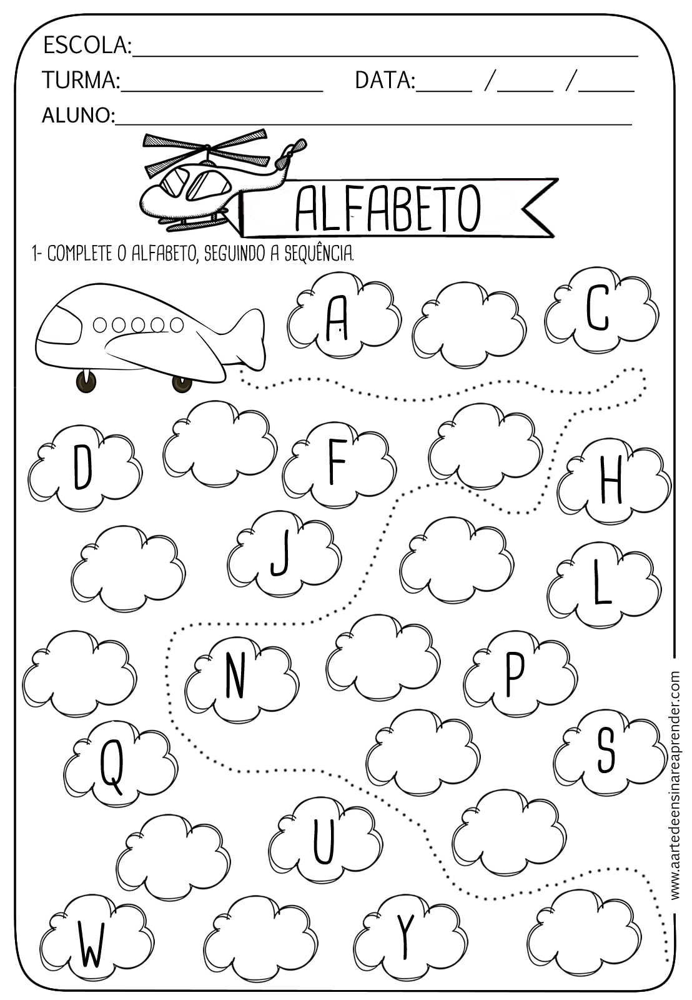 ESCOLA:
TURMA: DATA: / /
ALUNO:
ALFABETO
1- COMPLETE O ALFABETO, SEGUINDO A SEQUÊNCIA.
A C
D F H
J L
N P
Q S
U
W Y
www.aartedeensinareaprender.com